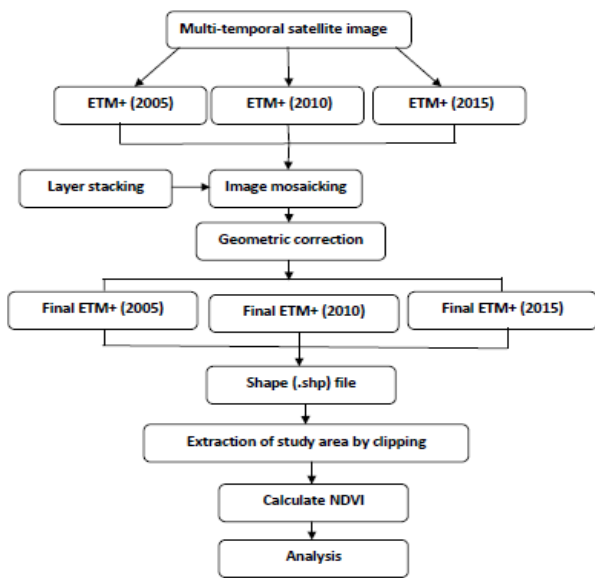 Multi-temporal satellite image
ETM+ (2005)
ETM+ (2010)
ETM+ (2015)
Layer stacking
Image mosaicking
Geometric correction
Final ETM+ (2005)
Final ETM+ (2010)
Final ETM+ (2015)
Shape (.shp) file
Extraction of study area by clipping
Calculate NDVI
Analysis